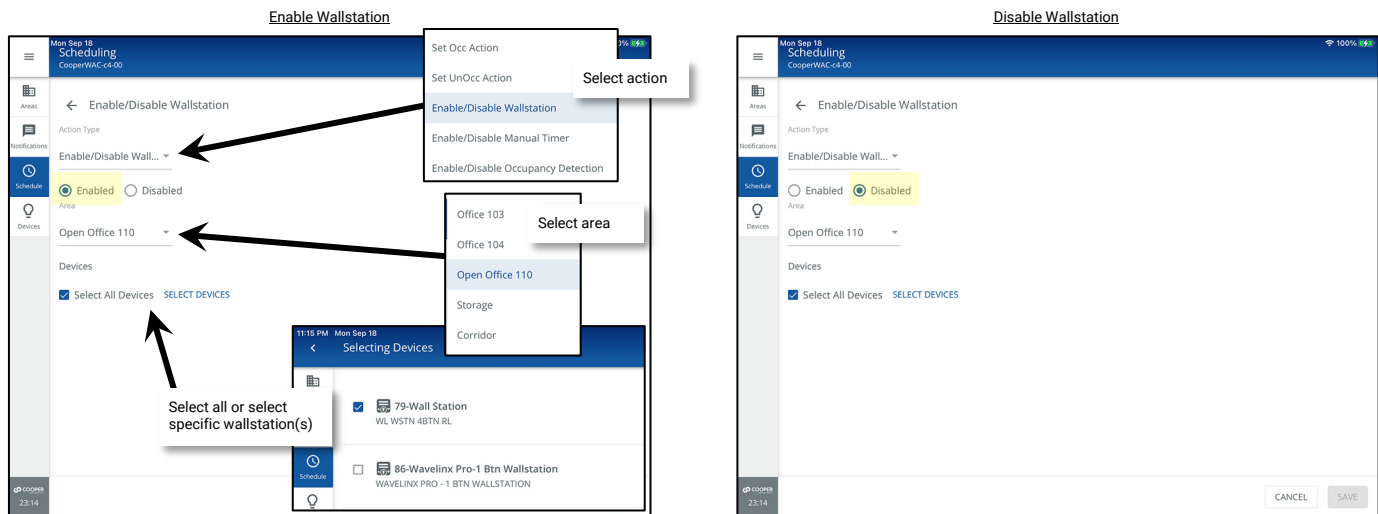 Enable Wallstation
Mon Sep 18
Scheduling
CooperWAC-c4-00
0%
Areas
Notifications
Schedule
Devices
COOPER
23:14
Enable/Disable Wallstation
Action Type
Enable/Disable Wall...
Enabled
Disabled
Area
Open Office 110
Devices
Select All Devices
SELECT DEVICES
Set Occ Action
Set UnOcc Action
Enable/Disable Wallstation
Enable/Disable Manual Timer
Enable/Disable Occupancy Detection
Select action
Office 103
Office 104
Open Office 110
Storage
Corridor
Select area
Select all or select
specific wallstation(s)
11:15 PM Mon Sep 18
Selecting Devices
79-Wall Station
WL WSTN 4BTN RL
86-Wavelinx Pro-1 Btn Wallstation
WAVELINX PRO - 1 BTN WALLSTATION
Schedule
Disable Wallstation
Mon Sep 18
Scheduling
CooperWAC-c4-00
100%
Areas
Notifications
Schedule
Devices
COOPER
23:14
Enable/Disable Wallstation
Action Type
Enable/Disable Wall...
Enabled
Disabled
Area
Open Office 110
Devices
Select All Devices
SELECT DEVICES
CANCEL
SAVE